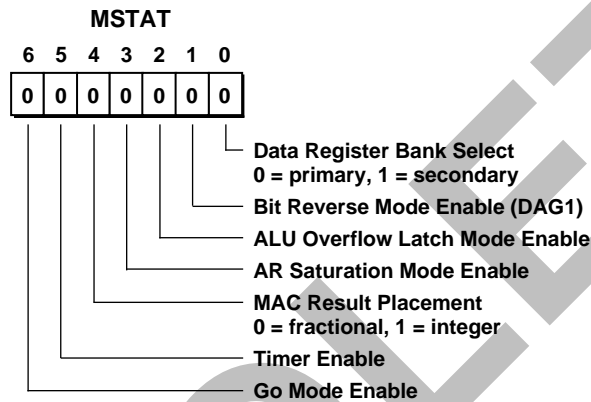 MSTAT
6 5 4 3 2 1 0
0 0 0 0 0 0 0
Data Register Bank Select
0 = primary, 1 = secondary
Bit Reverse Mode Enable (DAG1)
ALU Overflow Latch Mode Enable
AR Saturation Mode Enable
MAC Result Placement
0 = fractional, 1 = integer
Timer Enable
Go Mode Enable